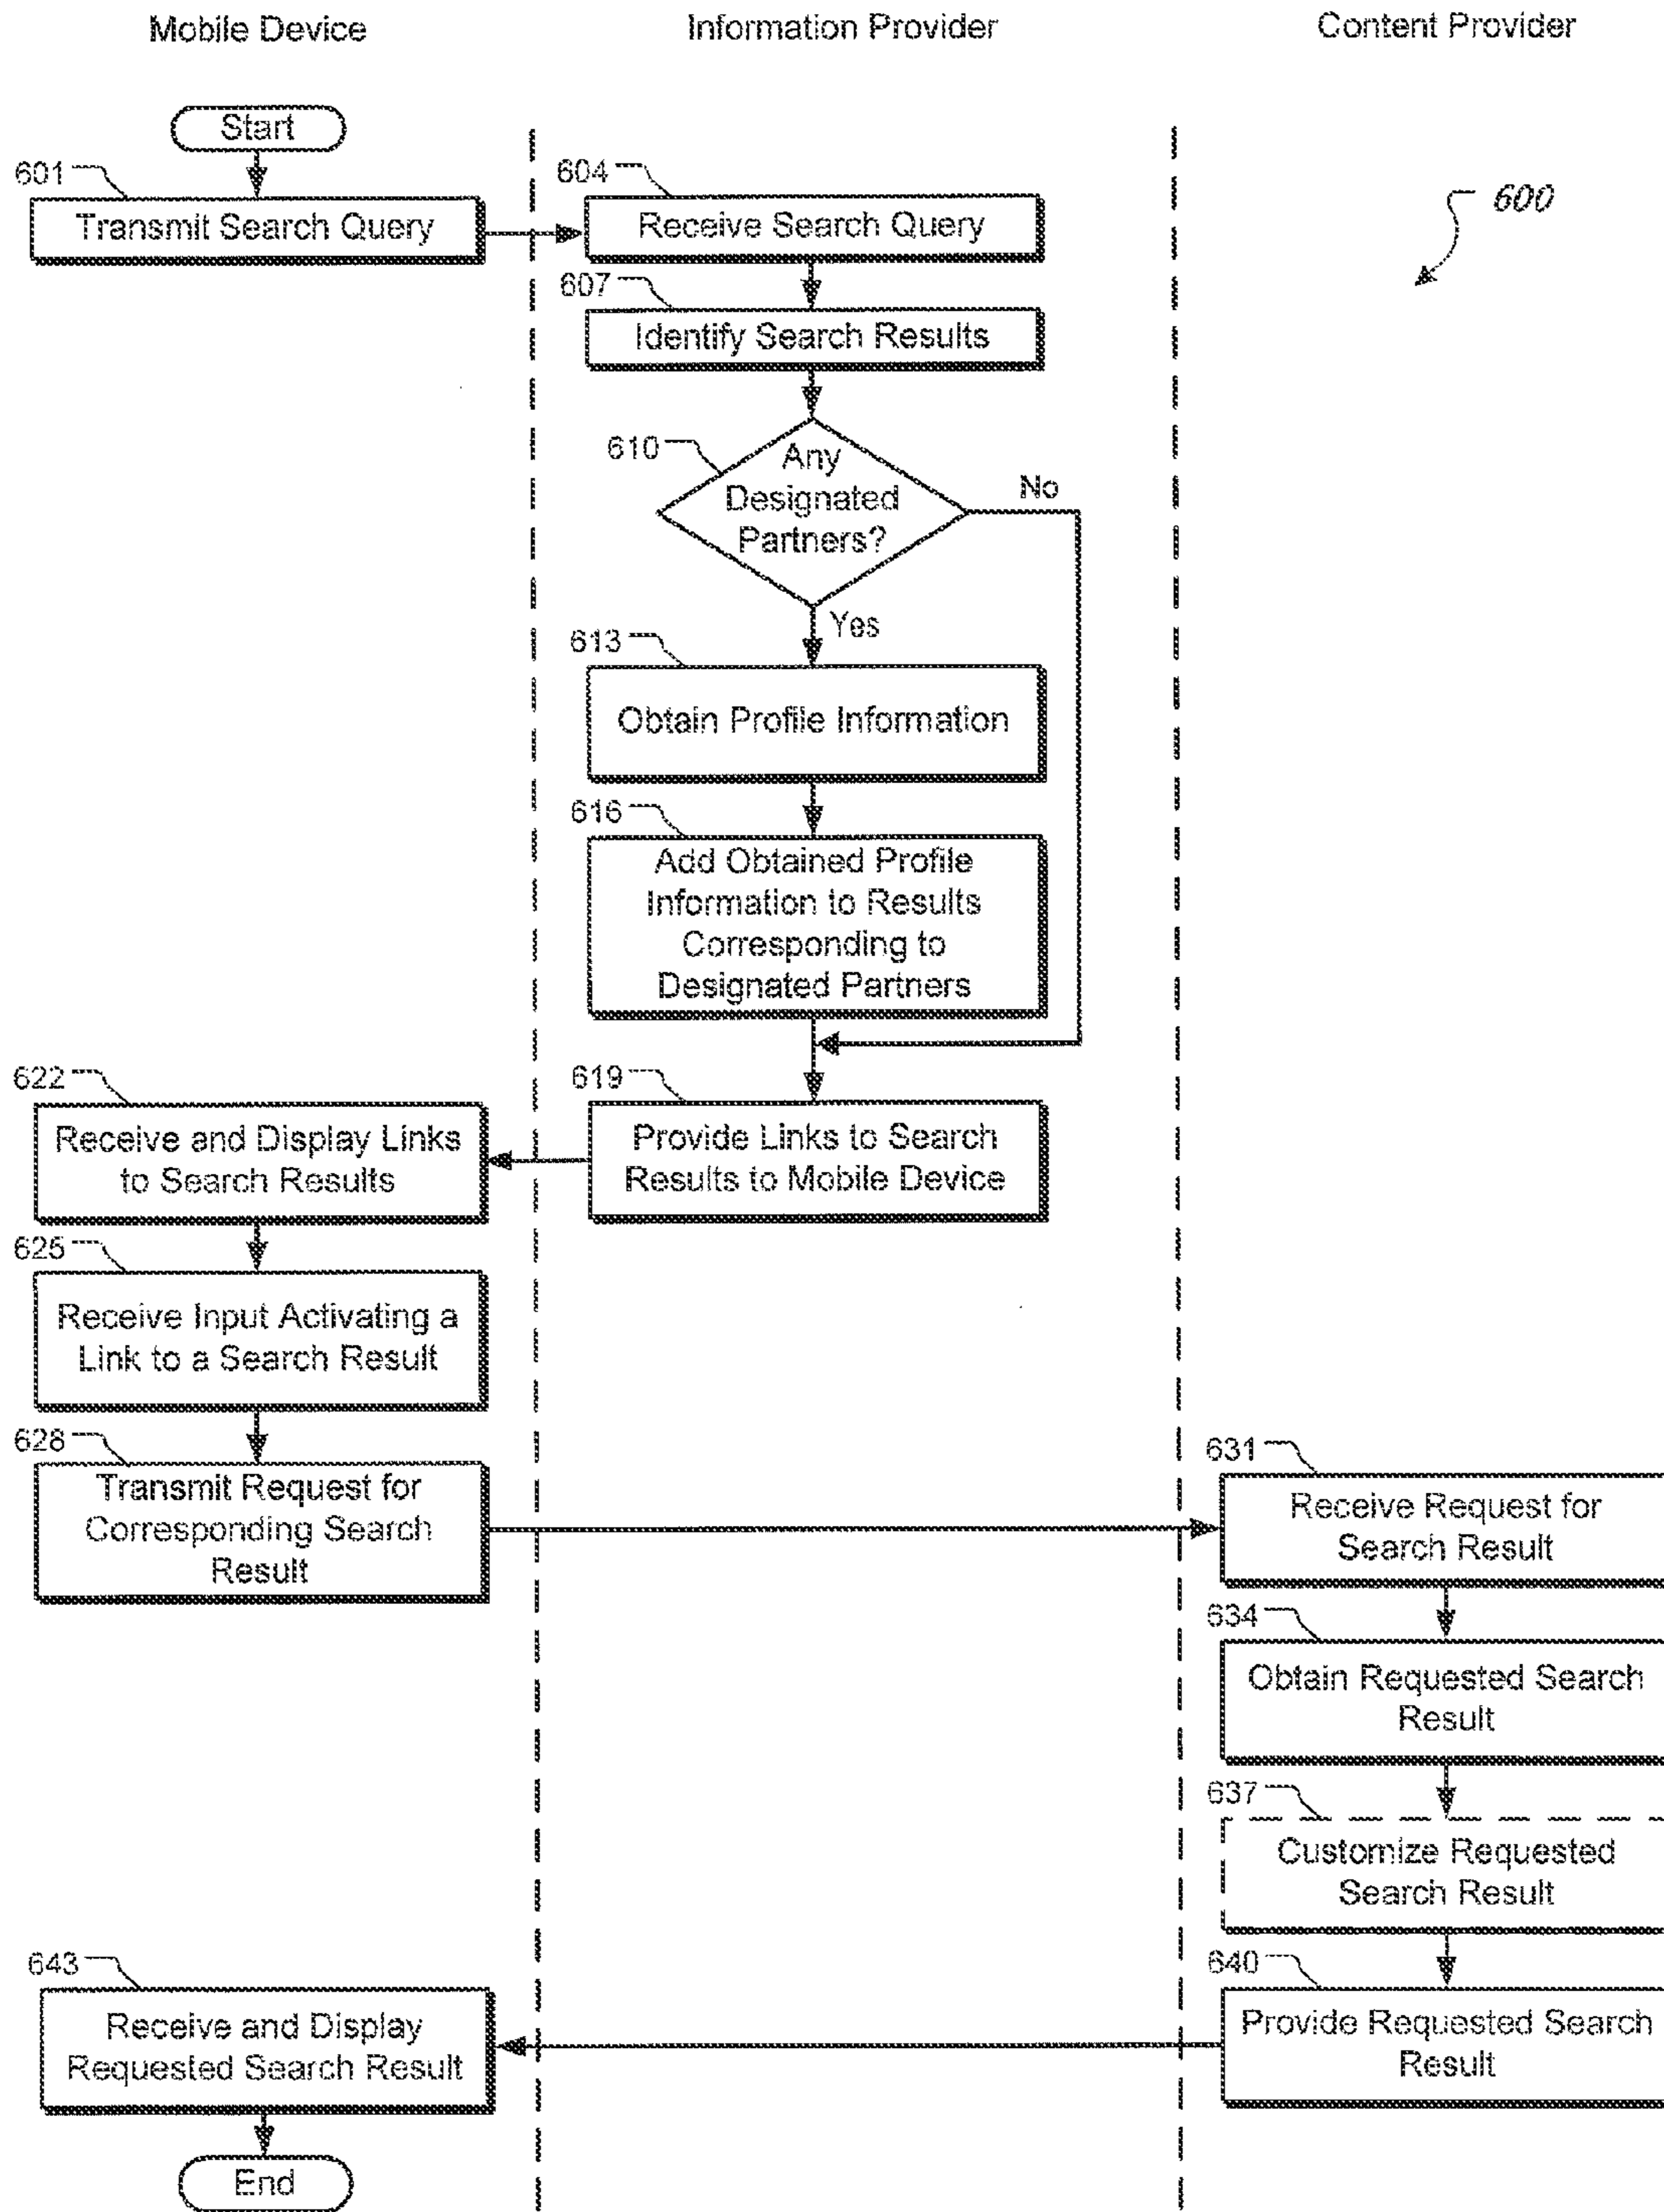 Mobile Device
Information Provider
Content Provider
Start
601
Transmit Search Query
604
Receive Search Query
600
607
Identify Search Results
610
Any
Designated
Partners?
No
Yes
613
Obtain Profile Information
616
Add Obtained Profile
Information to Results
Corresponding to
Designated Partners
619
Provide Links to Search
Results to Mobile Device
622
Receive and Display Links
to Search Results
625
Receive Input Activating a
Link to a Search Result
628
Transmit Request for
Corresponding Search
Result
631
Receive Request for
Search Result
634
Obtain Requested Search
Result
637
Customize Requested
Search Result
640
Provide Requested Search
Result
643
Receive and Display
Requested Search Result
End